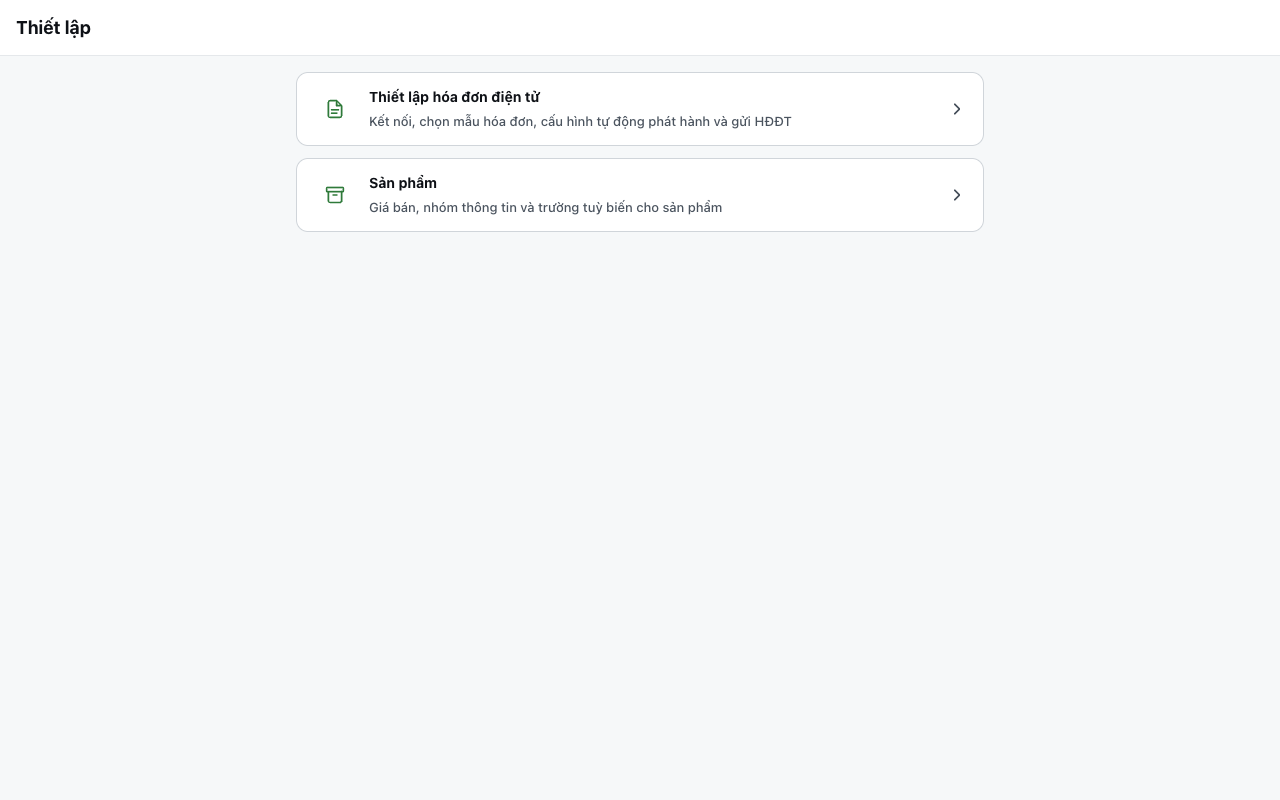 Thiết lập
Thiết lập hóa đơn điện tử
Kết nối, chọn mẫu hóa đơn, cấu hình tự động phát hành và gửi HĐĐT
Sản phẩm
Giá bán, nhóm thông tin và trường tuỳ biến cho sản phẩm